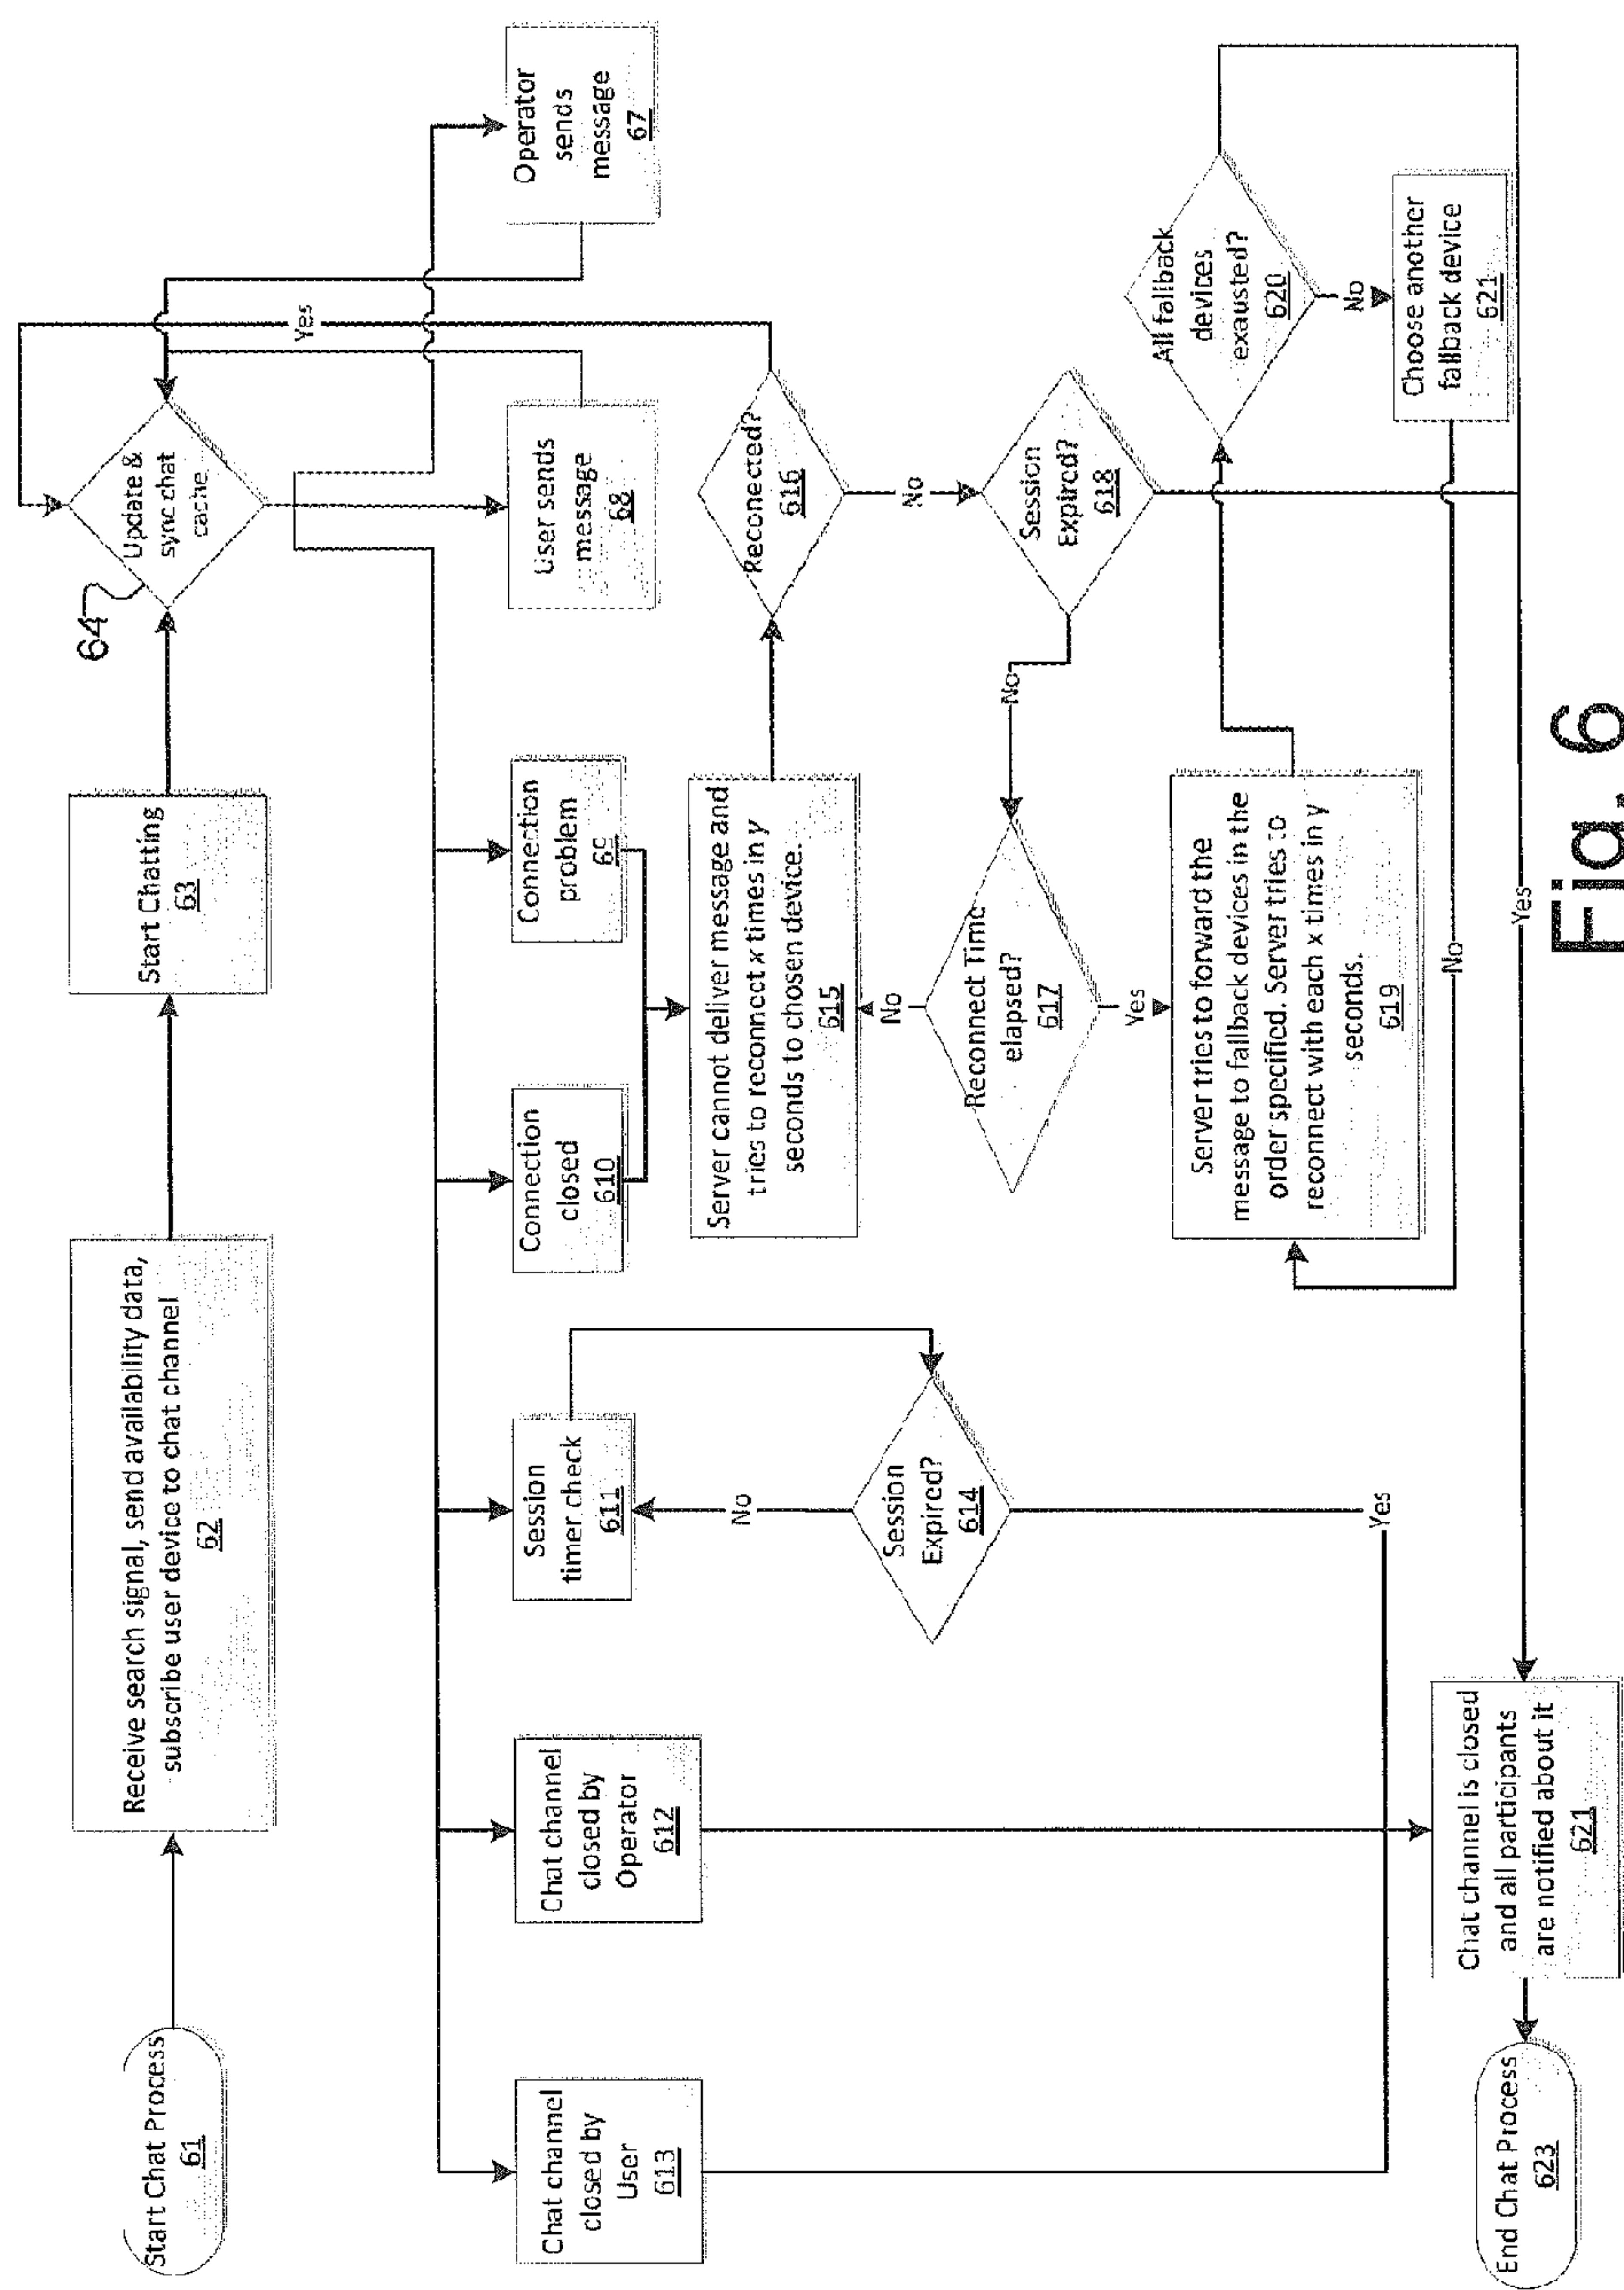 Start Chat Process
61
Receive search signal, send availability data,
subscribe user device to chat channel
62
Start Chatting
63
64
Update &
sync chat
cache
Operator
sends
message
67
User sends
message
68
Yes
Connection
problem
69
Connection
closed
610
Session
timer check
611
Chat channel
closed by
Operator
612
Chat channel
closed by
User
613
Server cannot deliver message and
tries to reconnect x times in y
seconds to chosen device.
615
Reconected?
616
No
Session
Expired?
618
No
Reconnect Time
elapsed?
617
No
Yes
Session
Expired?
614
No
Yes
Server tries to forward the
message to fallback devices in the
order specified. Server tries to
reconnect with each x times in y
seconds.
619
All fallback
devices
exausted?
620
No
Choose another
fallback device
621
No
Yes
Chat channel is closed
and all participants
are notified about it
621
End Chat Process
623
Fig. 6